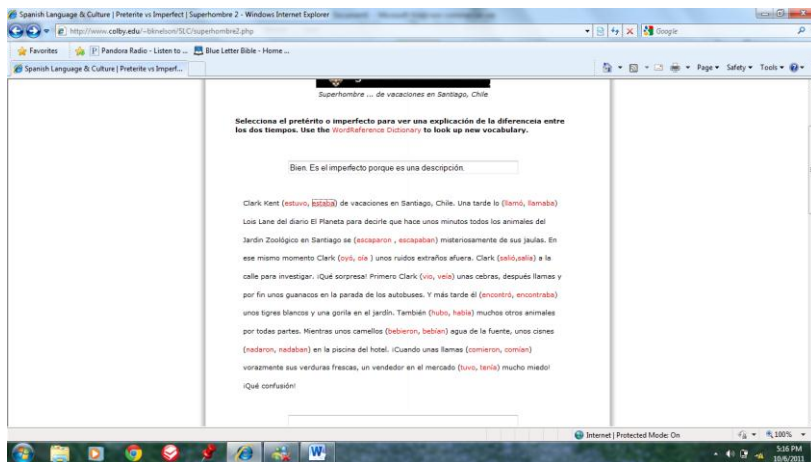 Spanish Language & Culture | Preterite vs Imperfect | Superhombre 2 - Windows Internet Explorer
http://www.colby.edu/~bknelson/SLC/superhombre2.php
Google
Favorites
Pandora Radio - Listen to ...
Blue Letter Bible - Home ...
Spanish Language & Culture | Preterite vs Imperf...
Page
Safety
Tools
Superhombre ... de vacaciones en Santiago, Chile
Selecciona el pretérito o imperfecto para ver una explicación de la diferenceia entre
los dos tiempos. Use the WordReference Dictionary to look up new vocabulary.
Bien. Es el imperfecto porque es una descripción.
Clark Kent (estuvo, estaba) de vacaciones en Santiago, Chile. Una tarde lo (llamó, llamaba)
Lois Lane del diario El Planeta para decirle que hace unos minutos todos los animales del
Jardín Zoológico en Santiago se (escaparon , escapaban) misteriosamente de sus jaulas. En
ese mismo momento Clark (oyó, oía ) unos ruidos extraños afuera. Clark (salió,salía) a la
calle para investigar. ¡Qué sorpresa! Primero Clark (vio, veía) unas cebras, después llamas y
por fin unos guanacos en la parada de los autobuses. Y más tarde él (encontró, encontraba)
unos tigres blancos y una gorila en el jardín. También (hubo, había) muchos otros animales
por todas partes. Mientras unos camellos (bebieron, bebían) agua de la fuente, unos cisnes
(nadaron, nadaban) en la piscina del hotel. ¡Cuando unas llamas (comieron, comían)
vorazmente sus verduras frescas, un vendedor en el mercado (tuvo, tenía) mucho miedo!
¡Qué confusión!
Internet | Protected Mode: On
100%
5:16 PM
10/6/2011